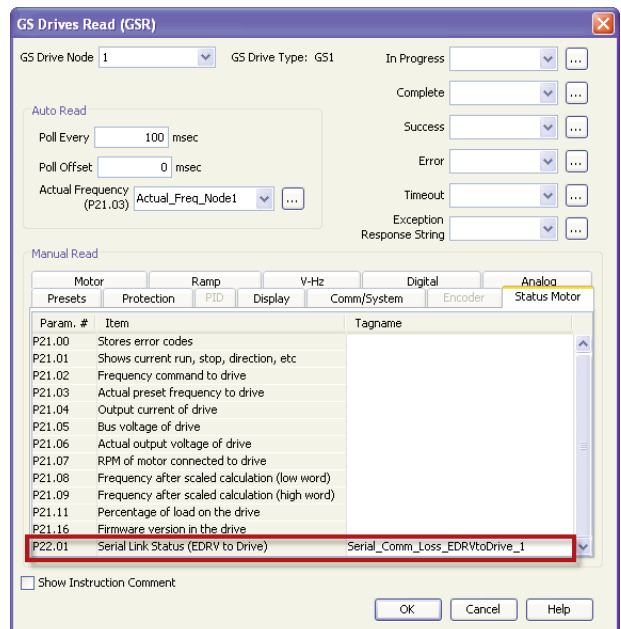 GS Drives Read (GSR)
GS Drive Node 1 GS Drive Type: GS1 In Progress ...
Complete ...
Auto Read
Success ...
Poll Every 100 msec
Error ...
Poll Offset 0 msec
Actual Frequency (P21.03) Actual_Freq_Node1 ...
Timeout ...
Exception Response String ...
Manual Read
Motor Ramp V-Hz Digital Analog
Presets Protection PID Display Comm/System Encoder Status Motor
Param. # Item Tagname
P21.00 Stores error codes
P21.01 Shows current run, stop, direction, etc
P21.02 Frequency command to drive
P21.03 Actual preset frequency to drive
P21.04 Output current of drive
P21.05 Bus voltage of drive
P21.06 Actual output voltage of drive
P21.07 RPM of motor connected to drive
P21.08 Frequency after scaled calculation (low word)
P21.09 Frequency after scaled calculation (high word)
P21.11 Percentage of load on the drive
P21.16 Firmware version in the drive
P22.01 Serial Link Status (EDRV to Drive) Serial_Comm_Loss_EDRVtoDrive_1
Show Instruction Comment
OK Cancel Help